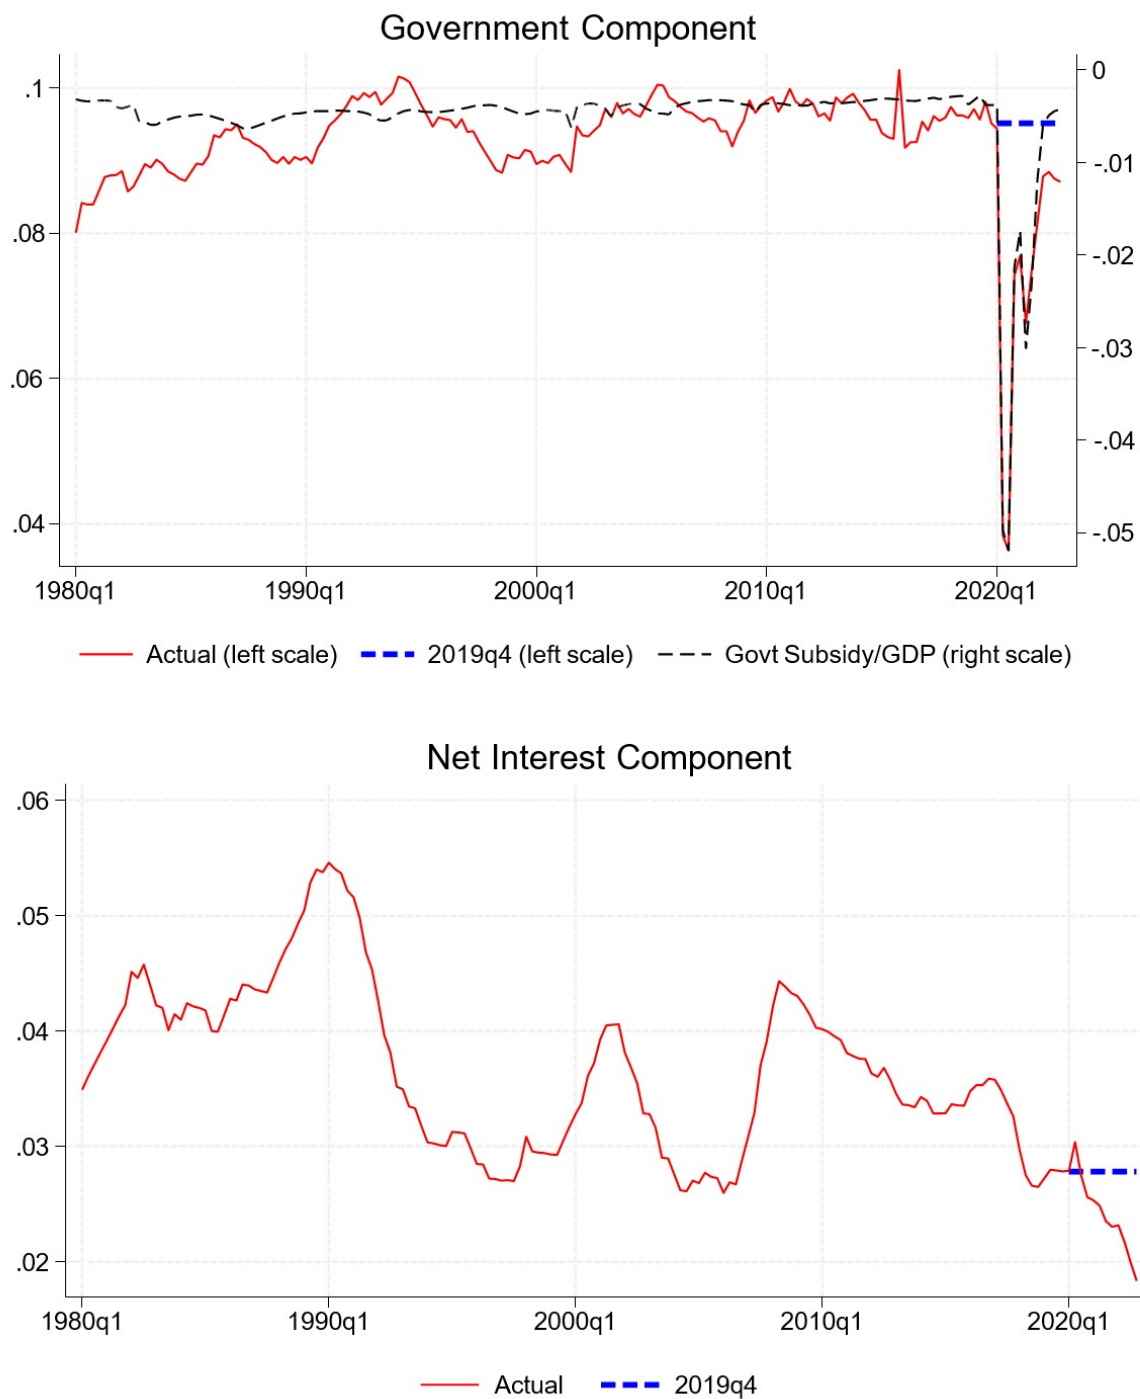 Government Component
.1
.08
.06
.04
0
-.01
-.02
-.03
-.04
-.05
1980q1 1990q1 2000q1 2010q1 2020q1
Actual (left scale) 2019q4 (left scale) Govt Subsidy/GDP (right scale)
Net Interest Component
.06
.05
.04
.03
.02
1980q1 1990q1 2000q1 2010q1 2020q1
Actual 2019q4